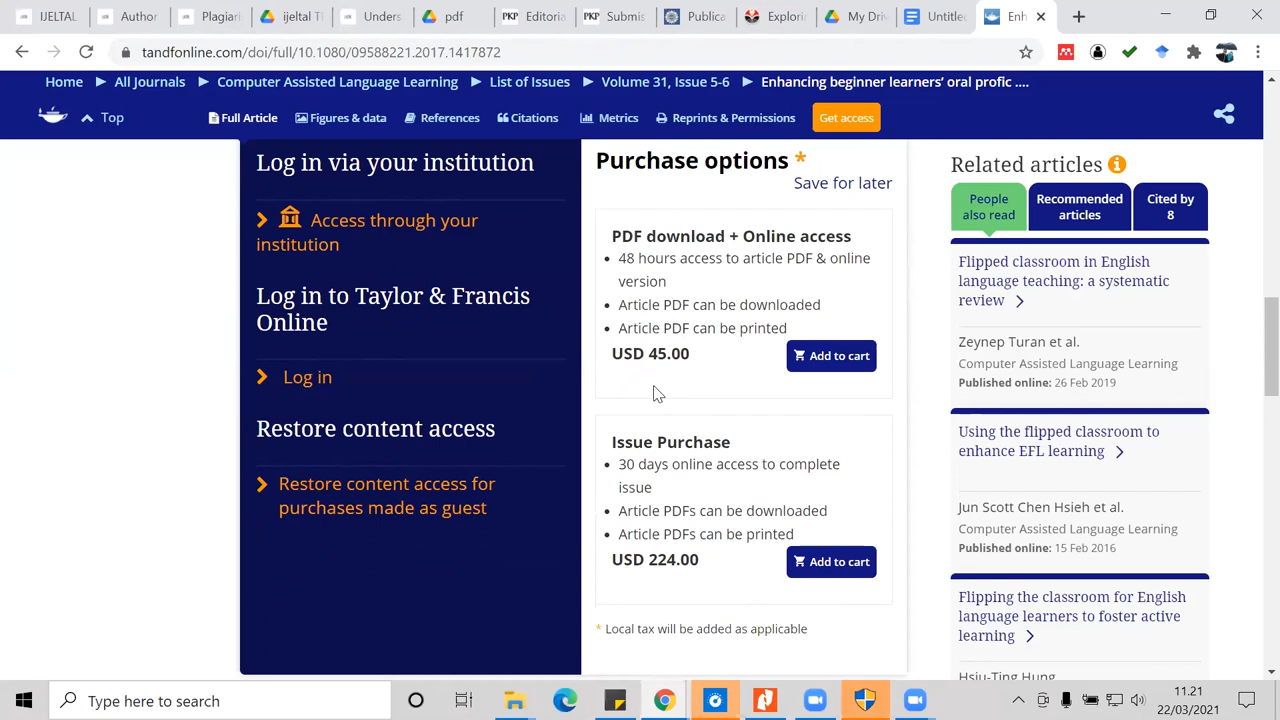 IJELTAL
Author
Plagiari
Clinical T
Unders
pdf
PKP Editoria
PKP Submis
Publica
Explorin
My Driv
Untitled
Enh
tandfonline.com/doi/full/10.1080/09588221.2017.1417872
Home All Journals Computer Assisted Language Learning List of Issues Volume 31, Issue 5-6 Enhancing beginner learners’ oral profic ....
Top Full Article Figures & data References Citations Metrics Reprints & Permissions Get access
Log in via your institution
Access through your
institution
Log in to Taylor & Francis
Online
Log in
Restore content access
Restore content access for
purchases made as guest
Purchase options *
Save for later
PDF download + Online access
• 48 hours access to article PDF & online
version
• Article PDF can be downloaded
• Article PDF can be printed
USD 45.00 Add to cart
Issue Purchase
• 30 days online access to complete
issue
• Article PDFs can be downloaded
• Article PDFs can be printed
USD 224.00 Add to cart
* Local tax will be added as applicable
Related articles
People
also read
Recommended
articles
Cited by
8
Flipped classroom in English
language teaching: a systematic
review
Zeynep Turan et al.
Computer Assisted Language Learning
Published online: 26 Feb 2019
Using the flipped classroom to
enhance EFL learning
Jun Scott Chen Hsieh et al.
Computer Assisted Language Learning
Published online: 15 Feb 2016
Flipping the classroom for English
language learners to foster active
learning
Hsiu-Ting Hung
Type here to search
11.21
22/03/2021